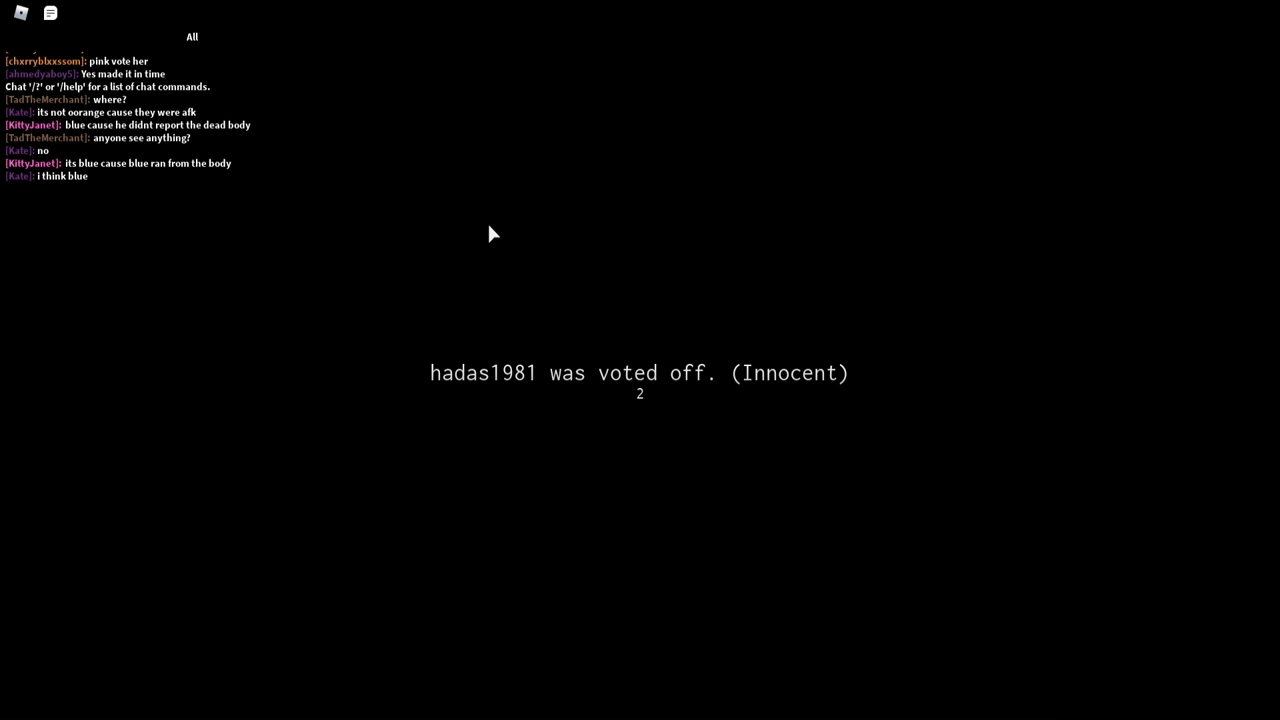 All
[chxrryblxxssom]: pink vote her
[ahmedyaboy5]: Yes made it in time
Chat '/?' or '/help' for a list of chat commands.
[TadTheMerchant]: where?
[Kate]: its not oorange cause they were afk
[KittyJanet]: blue cause he didnt report the dead body
[TadTheMerchant]: anyone see anything?
[Kate]: no
[KittyJanet]: its blue cause blue ran from the body
[Kate]: i think blue
hadas1981 was voted off. (Innocent)
2